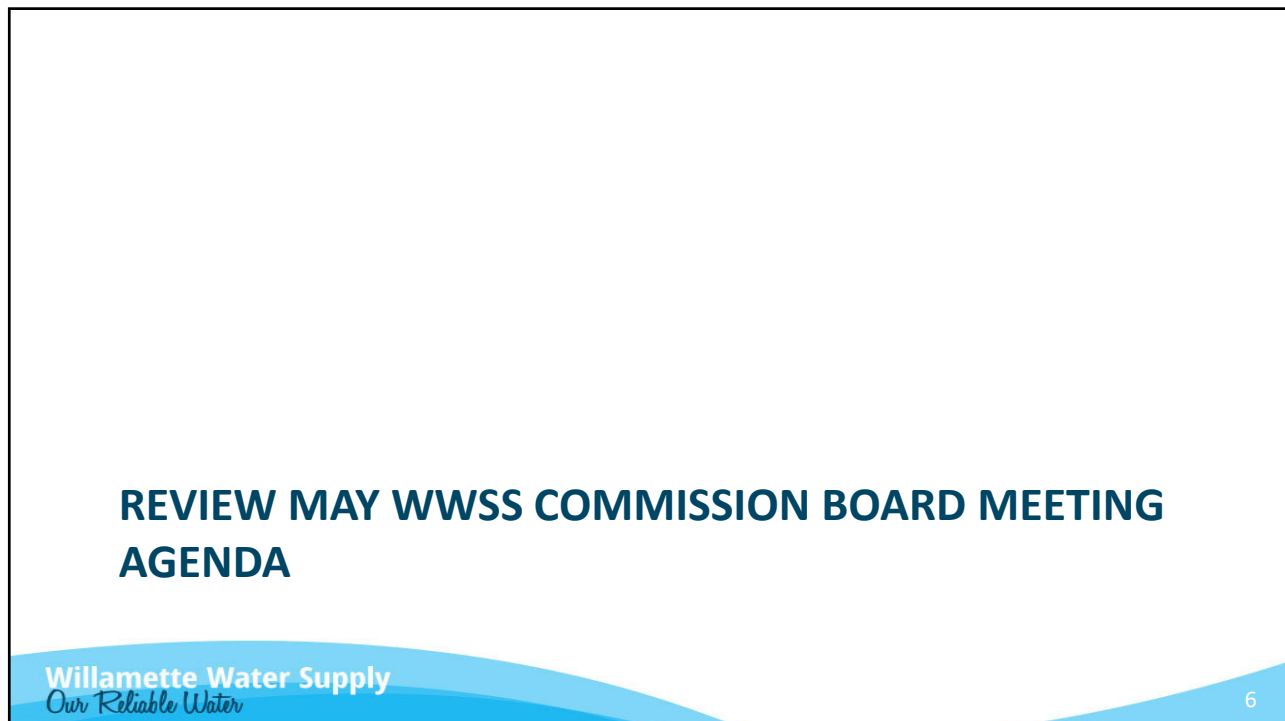 REVIEW MAY WWSS COMMISSION BOARD MEETING
AGENDA
Willamette Water Supply
Our Reliable Water
6